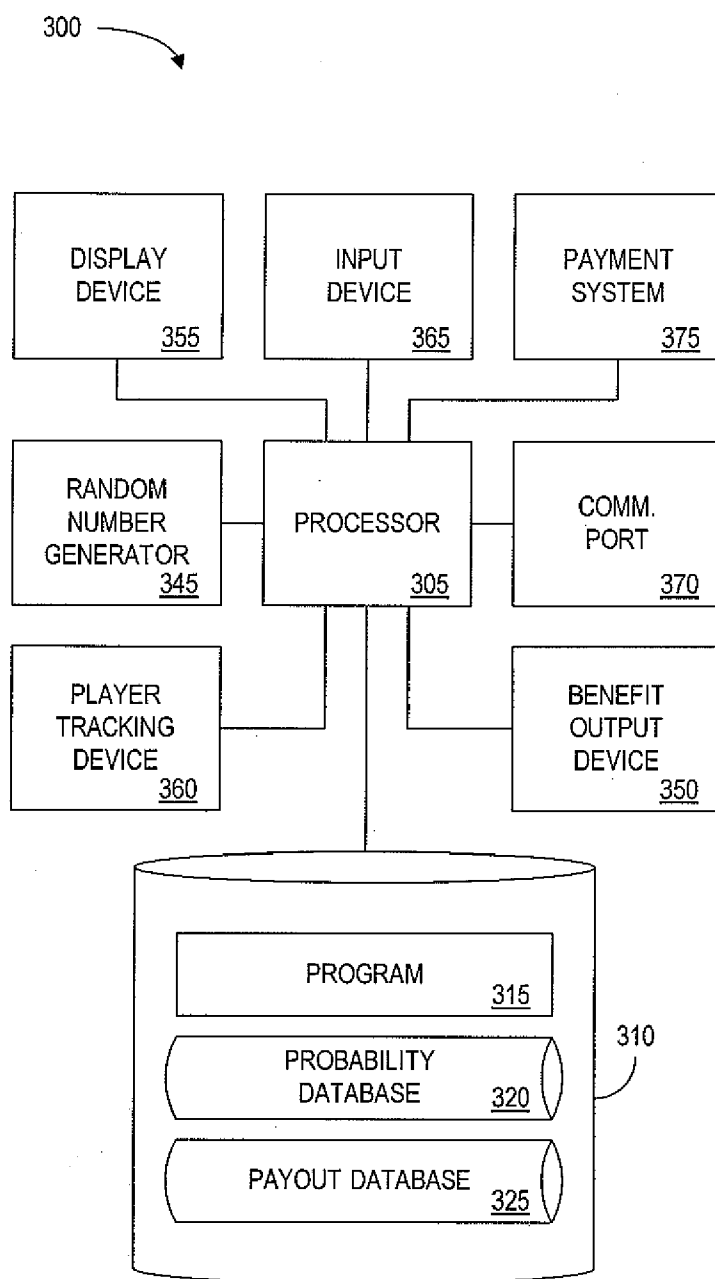 300
DISPLAY
DEVICE
355
INPUT
DEVICE
365
PAYMENT
SYSTEM
375
RANDOM
NUMBER
GENERATOR
345
PROCESSOR
305
COMM.
PORT
370
PLAYER
TRACKING
DEVICE
360
BENEFIT
OUTPUT
DEVICE
350
PROGRAM
315
310
PROBABILITY
DATABASE
320
PAYOUT DATABASE
325